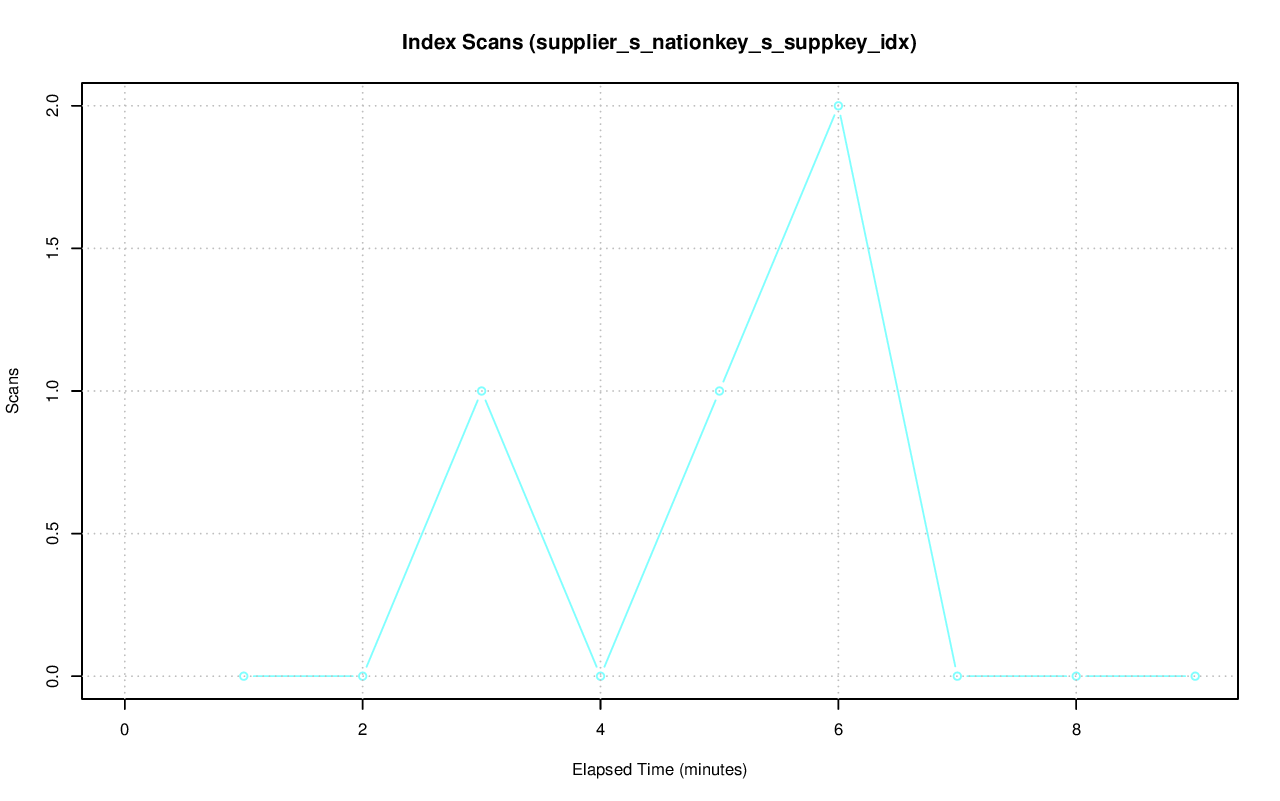 Index Scans (supplier_s_nationkey_s_suppkey_idx)
2.0
1.5
1.0
0.5
0.0
Scans
0 2 4 6 8
Elapsed Time (minutes)